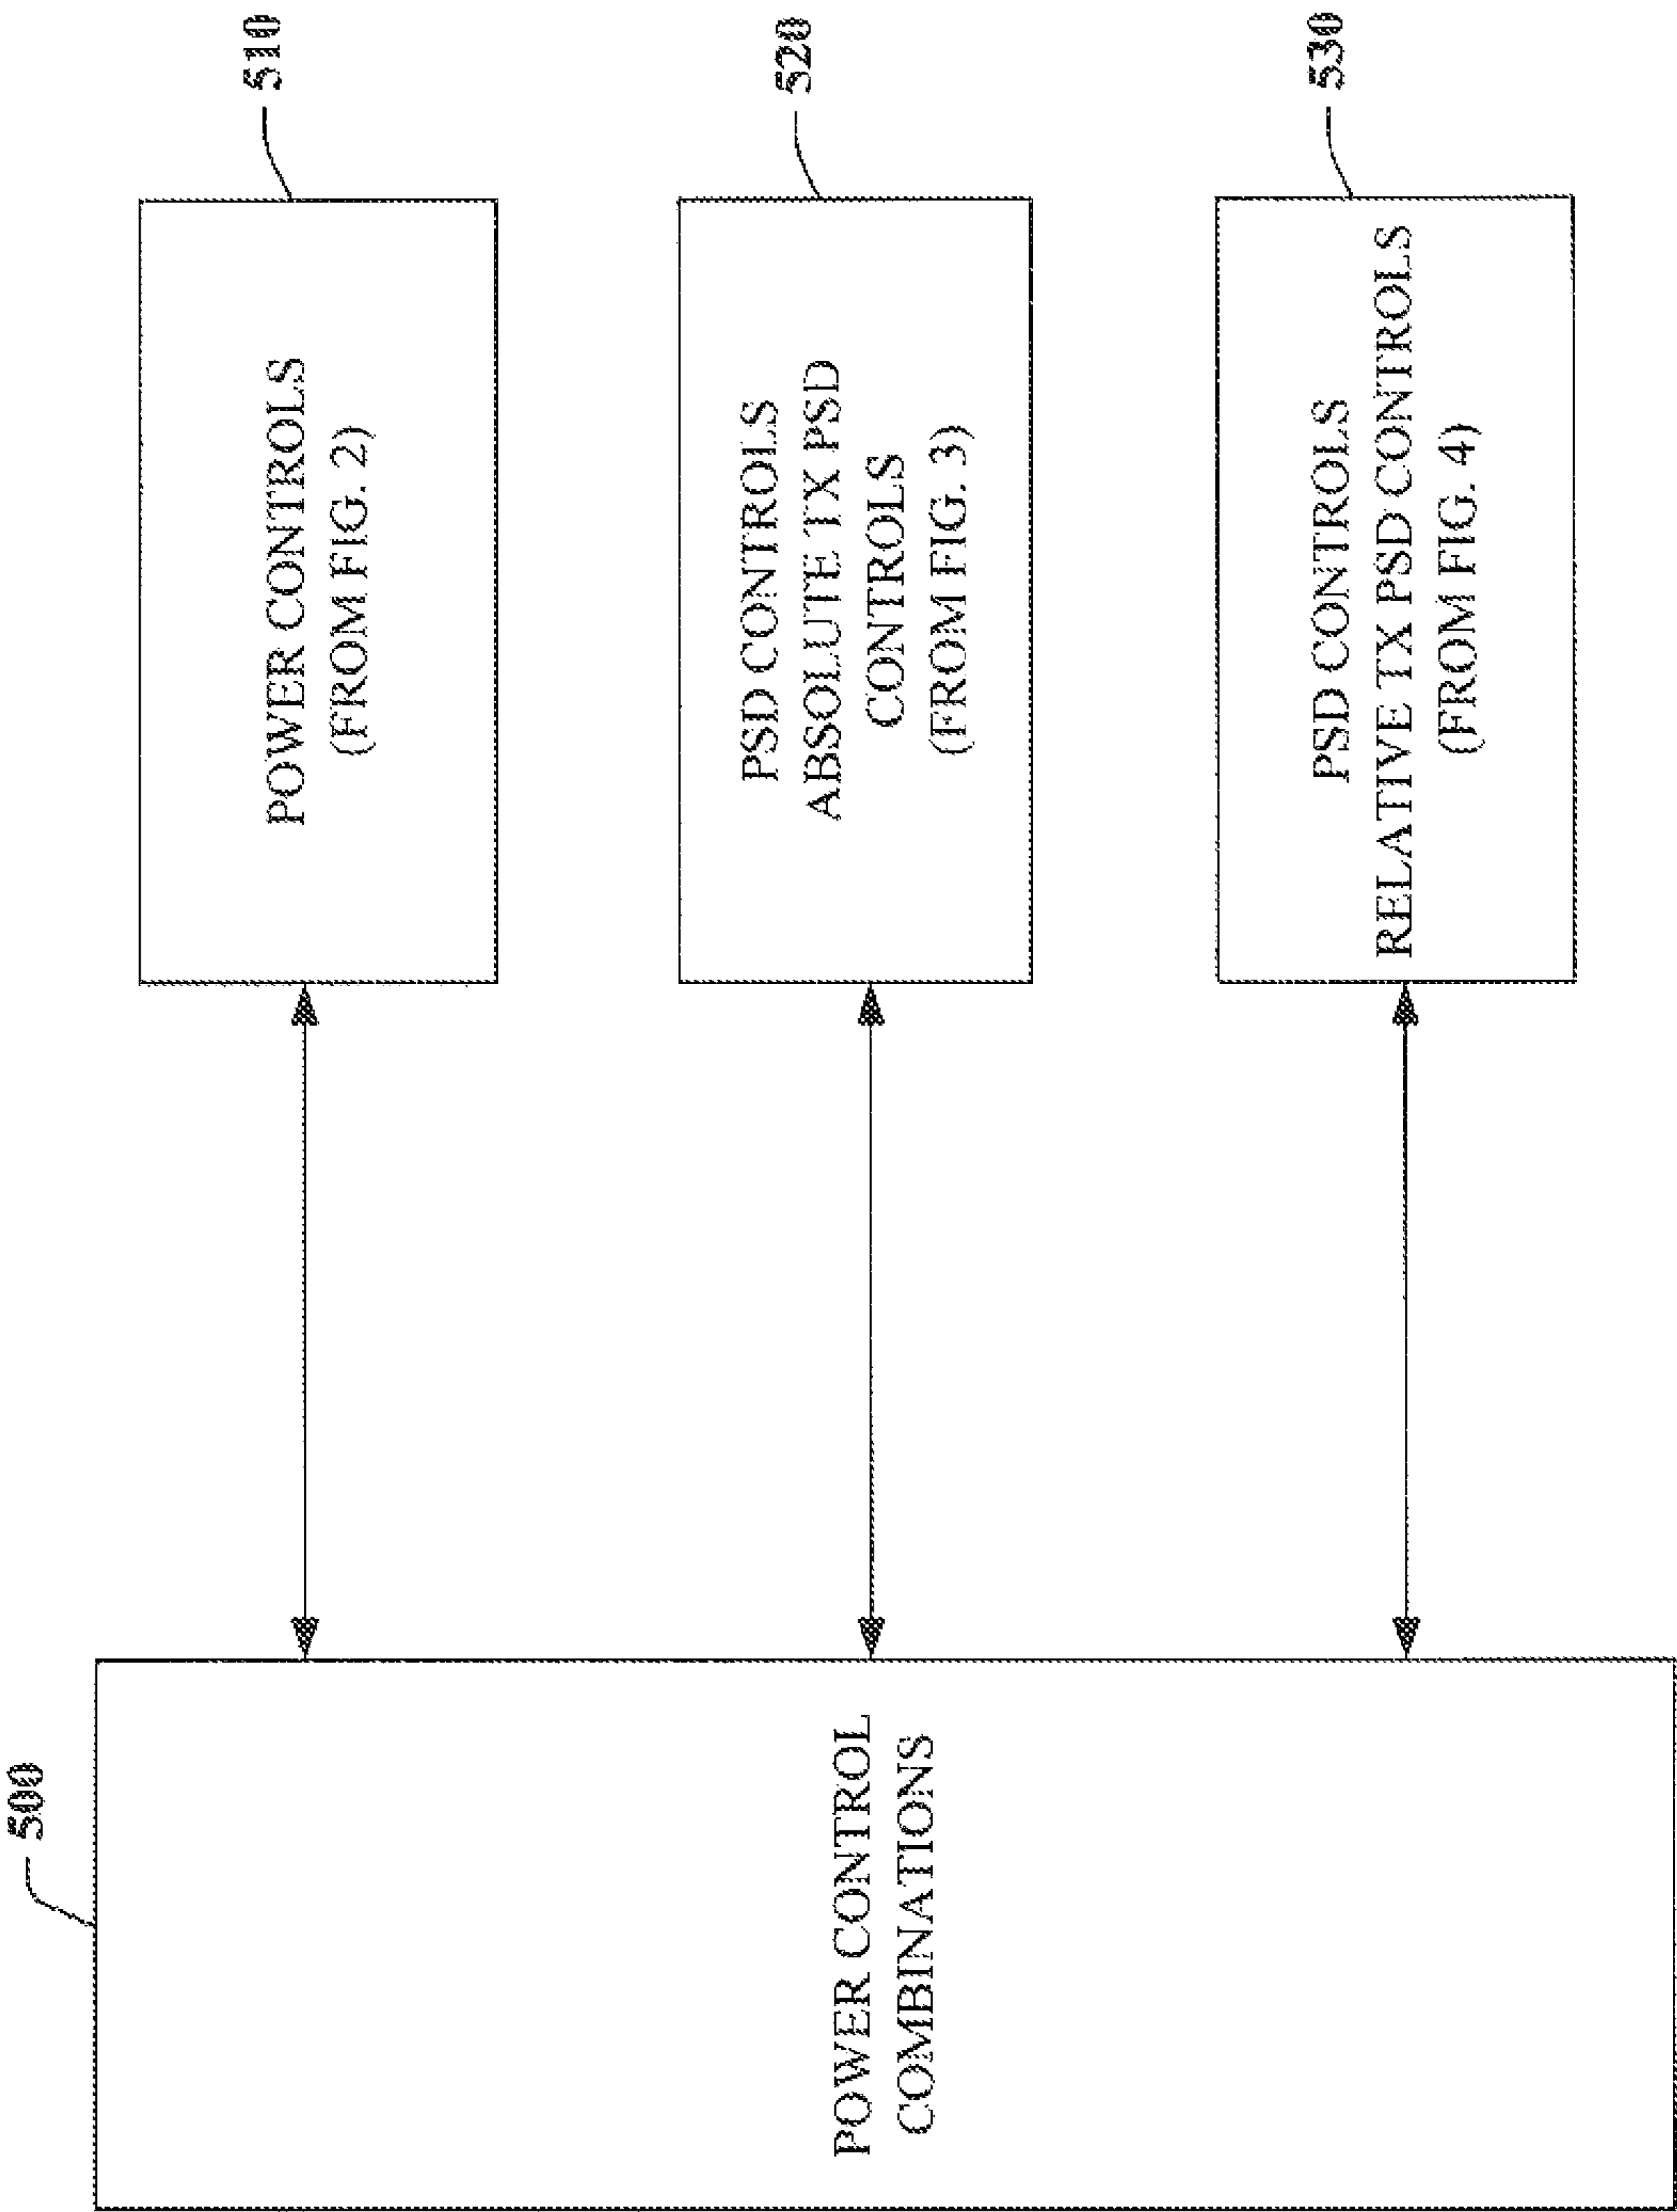 500
POWER CONTROL
COMBINATIONS
510
POWER CONTROLS
(FROM FIG. 2)
520
PSD CONTROLS
ABSOLUTE TX PSD
CONTROLS
(FROM FIG. 3)
530
PSD CONTROLS
RELATIVE TX PSD CONTROLS
(FROM FIG. 4)